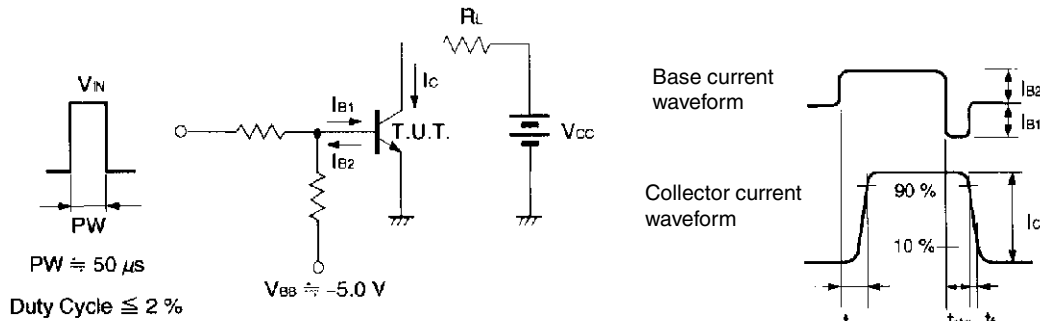 VIN
PW
PW ≒ 50 μs
Duty Cycle ≦ 2 %
IB1
IB2
VBB ≒ −5.0 V
IC
T.U.T.
RL
VCC
Base current
waveform
IB2
IB1
Collector current
waveform
90 %
10 %
IC